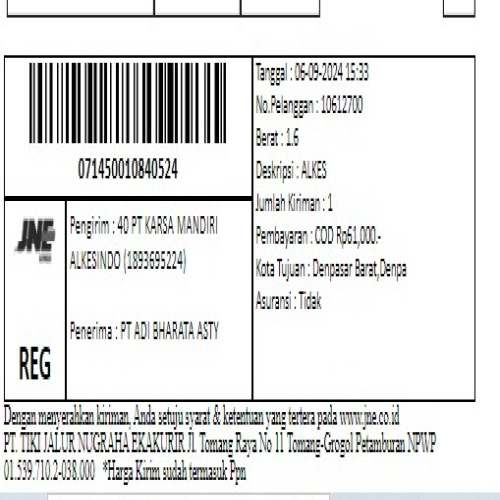 071450010840524
Tanggal : 06-09-2024 15:33
No.Pelanggan : 10612700
Berat : 1.6
Deskripsi : ALKES
Jumlah Kiriman : 1
Pembayaran : COD Rp61,000.-
Kota Tujuan : Denpasar Barat,Denpa
Asuransi : Tidak
JNE
REG
Pengirim : 40 PT KARSA MANDIRI
ALKESINDO (1893695224)
Penerima : PT ADI BHARATA ASTY
Dengan menyerahkan kiriman, Anda setuju syarat & ketentuan yang tertera pada www.jne.co.id
PT. TIKI JALUR NUGRAHA EKAKURIR Jl. Tomang Raya No 11 Tomang-Grogol Petamburan NPWP
01.539.710.2-038.000 *Harga Kirim sudah termasuk Ppn